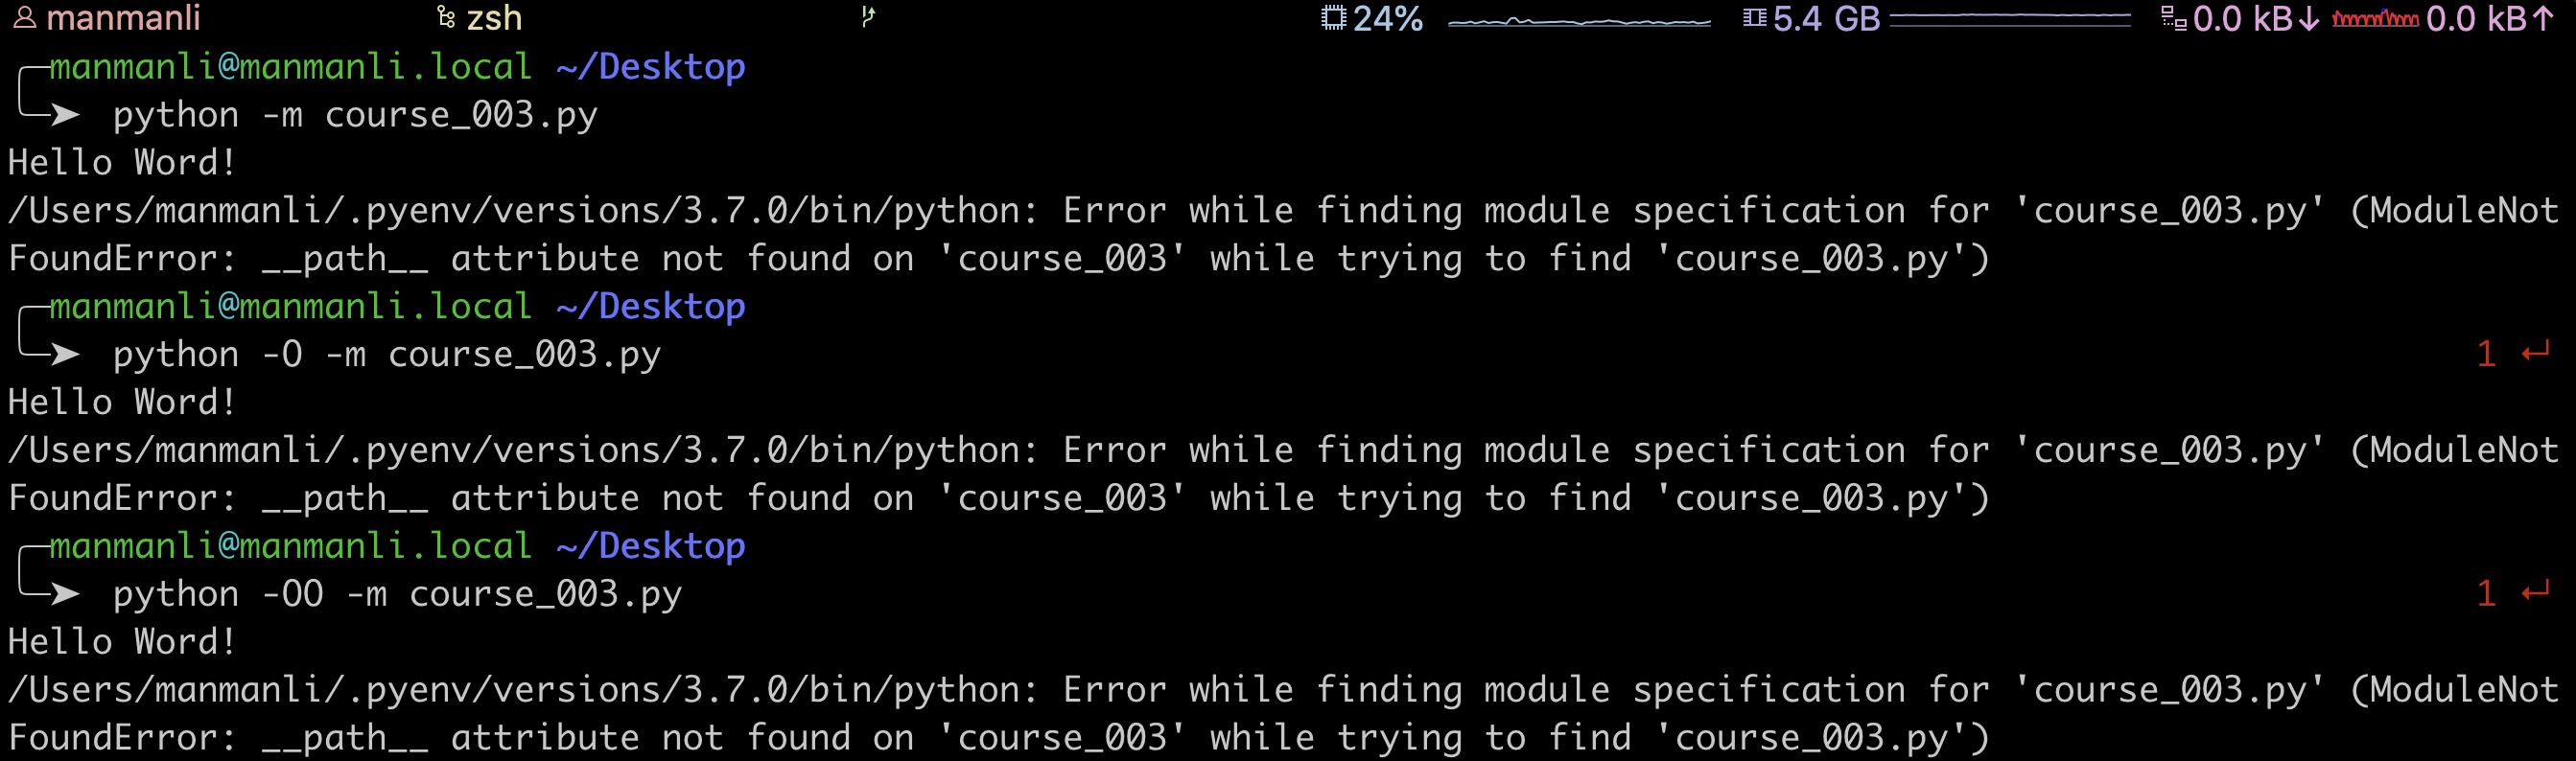 manmanli zsh 24% 5.4 GB 0.0 kB↓ 0.0 kB↑
manmanli@manmanli.local ~/Desktop
➤ python -m course_003.py
Hello Word!
/Users/manmanli/.pyenv/versions/3.7.0/bin/python: Error while finding module specification for 'course_003.py' (ModuleNot
FoundError: __path__ attribute not found on 'course_003' while trying to find 'course_003.py')
manmanli@manmanli.local ~/Desktop
➤ python -O -m course_003.py 1 ↵
Hello Word!
/Users/manmanli/.pyenv/versions/3.7.0/bin/python: Error while finding module specification for 'course_003.py' (ModuleNot
FoundError: __path__ attribute not found on 'course_003' while trying to find 'course_003.py')
manmanli@manmanli.local ~/Desktop
➤ python -OO -m course_003.py 1 ↵
Hello Word!
/Users/manmanli/.pyenv/versions/3.7.0/bin/python: Error while finding module specification for 'course_003.py' (ModuleNot
FoundError: __path__ attribute not found on 'course_003' while trying to find 'course_003.py')